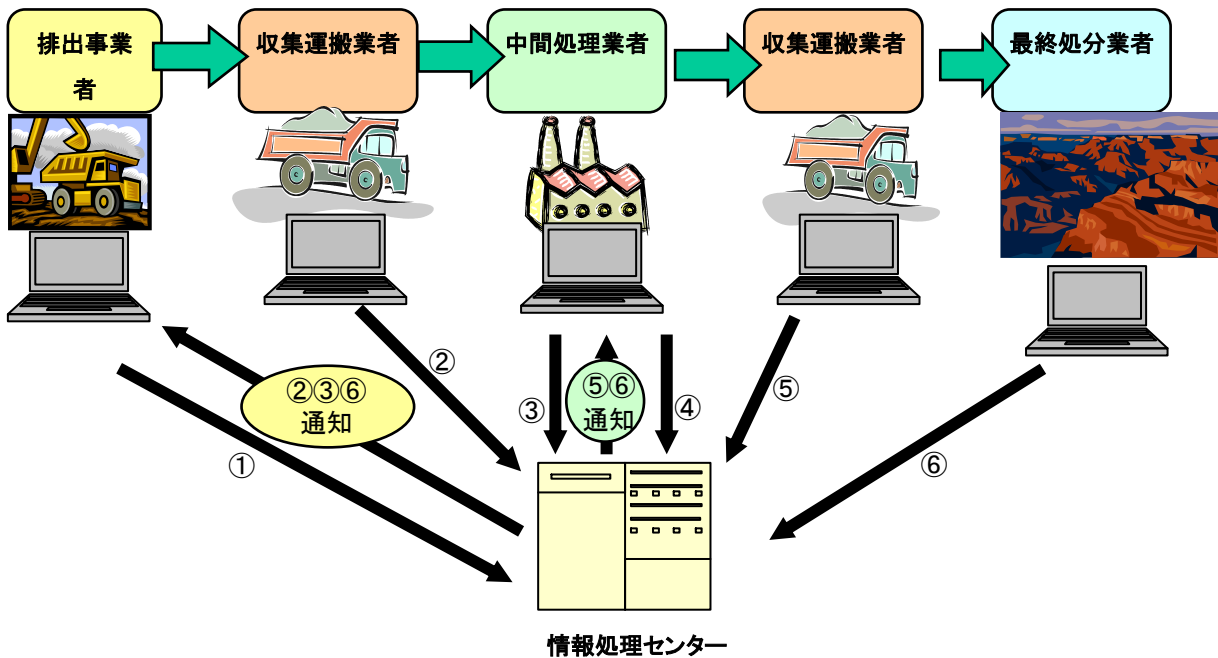 排出事業
者
収集運搬業者
中間処理業者
収集運搬業者
最終処分業者
②
②③⑥
通知
①
③
⑤⑥
通知
④
⑤
⑥
情報処理センター